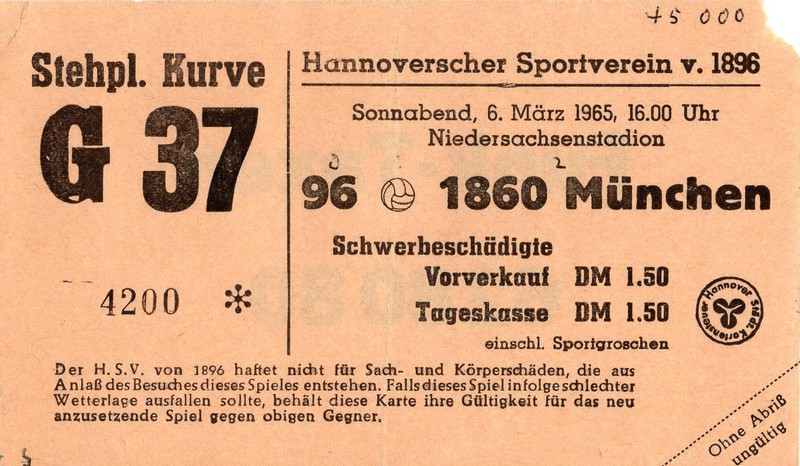 45 000
Stehpl. Kurve
G 37
4200 *
Hannoverscher Sportverein v. 1896
Sonnabend, 6. März 1965, 16.00 Uhr
Niedersachsenstadion
0 2
96 1860 München
Schwerbeschädigte
Vorverkauf DM 1.50
Tageskasse DM 1.50
einschl. Sportgroschen
Hannover Städt. Kartensteuer
Der H. S. V. von 1896 haftet nicht für Sach- und Körperschäden, die aus
Anlaß des Besuches dieses Spieles entstehen. Falls dieses Spiel infolge schlechter
Wetterlage ausfallen sollte, behält diese Karte ihre Gültigkeit für das neu
anzusetzende Spiel gegen obigen Gegner.
Ohne Abriß
ungültig